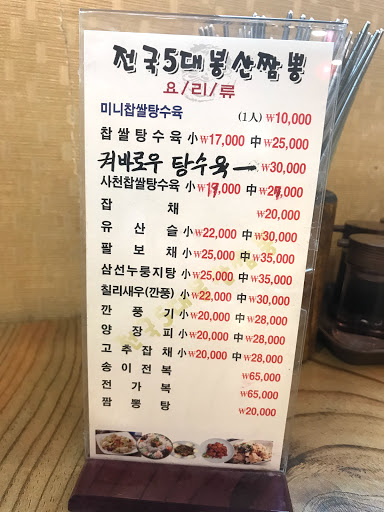 전국5대봉산짬뽕
요/리/류
미니찹쌀탕수육 (1人) ₩10,000
찹쌀탕수육 小₩17,000 中₩25,000
꿔바로우 탕수육 ㅡ ₩30,000
사천찹쌀탕수육 小₩19,000 中₩27,000
잡채 ₩20,000
유산슬 小₩22,000 中₩30,000
팔보채 小₩25,000 中₩35,000
삼선누룽지탕 小₩25,000 中₩35,000
칠리새우(깐풍) 小₩22,000 中₩30,000
깐풍기 小₩20,000 中₩28,000
양장피 小₩20,000 中₩28,000
고추잡채 小₩20,000 中₩28,000
송이전복 ₩65,000
전가복 ₩65,000
짬뽕탕 ₩20,000